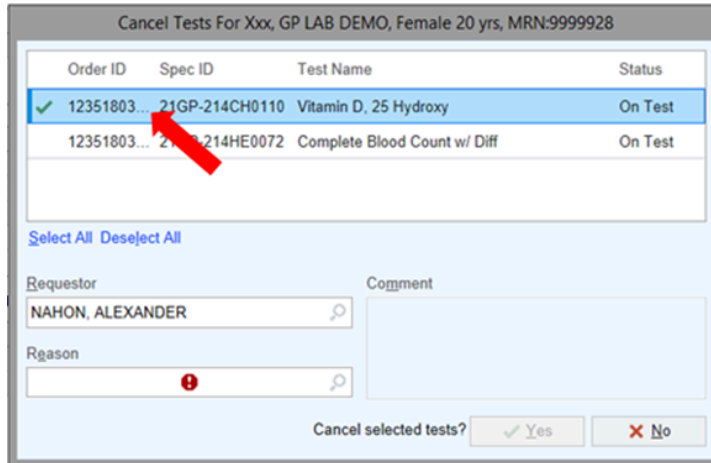 Cancel Tests For Xxx, GP LAB DEMO, Female 20 yrs, MRN:9999928
Order ID Spec ID Test Name Status
12351803... 21GP-214CH0110 Vitamin D, 25 Hydroxy On Test
12351803... -214HE0072 Complete Blood Count w/ Diff On Test
Select All Deselect All
Requestor Comment
NAHON, ALEXANDER
Reason
Cancel selected tests? Yes No